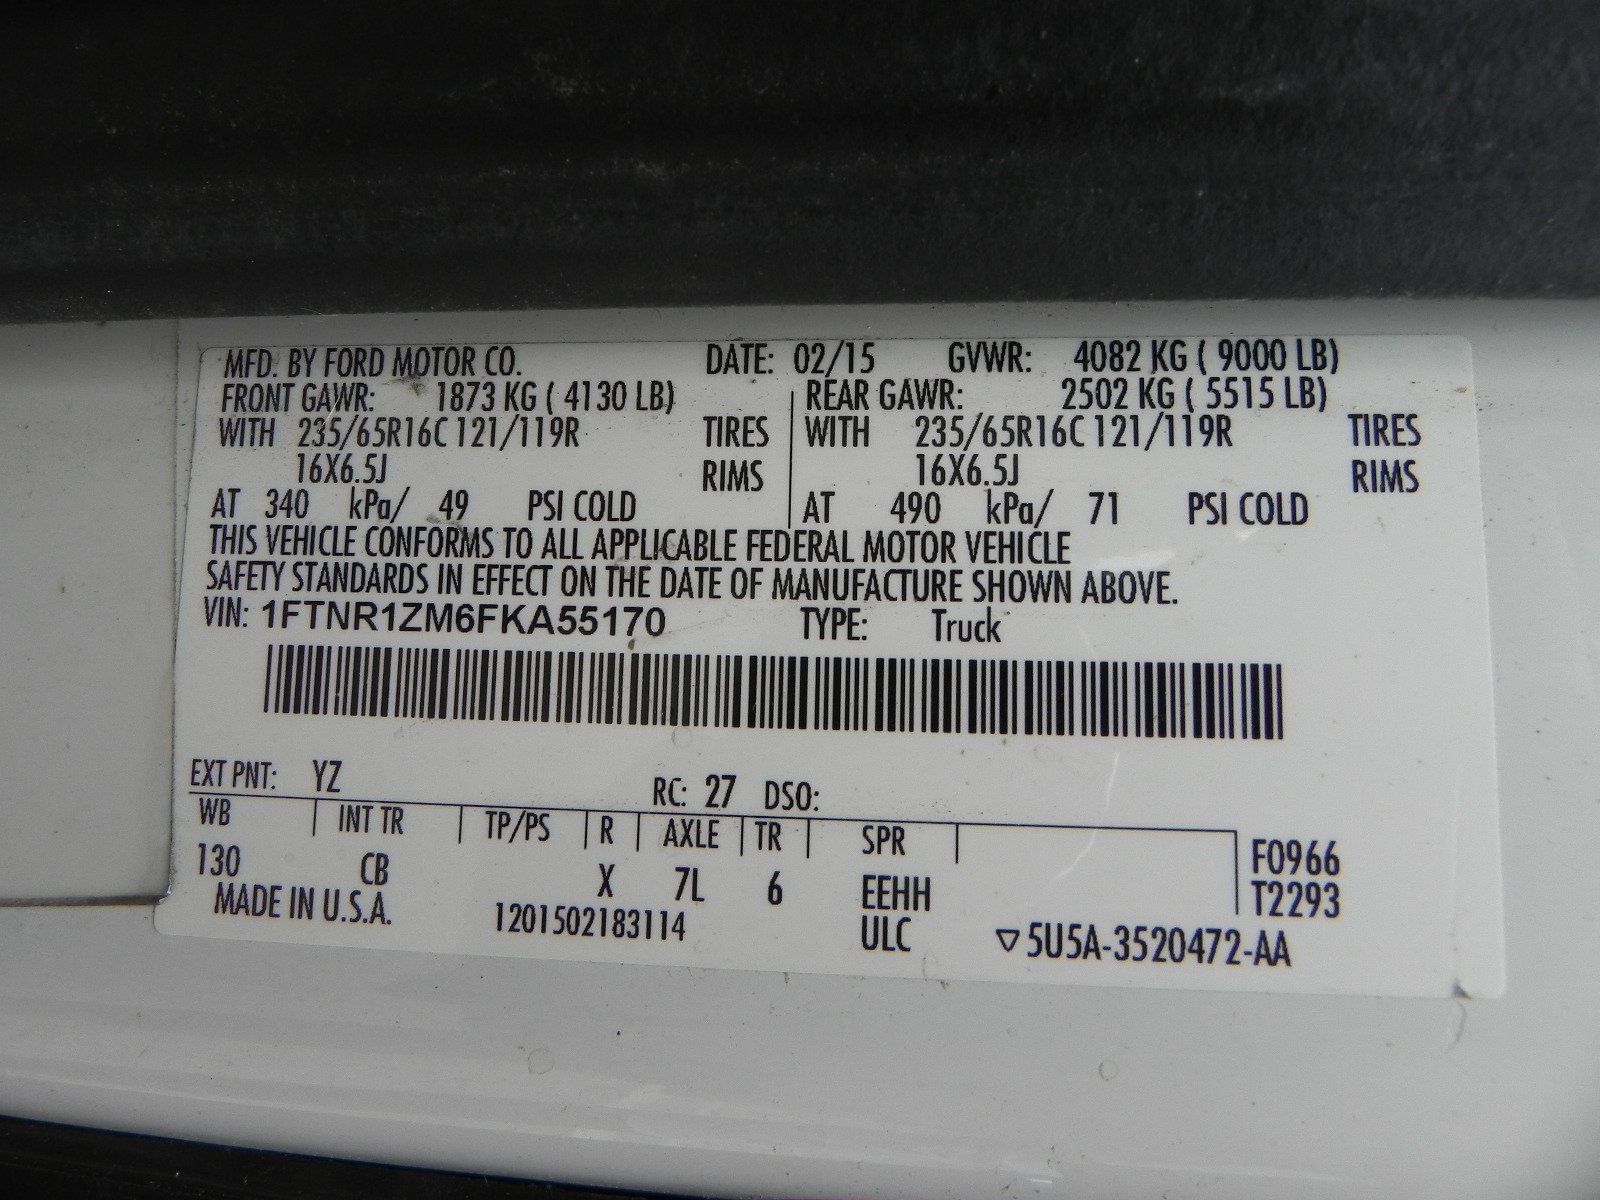 MFD. BY FORD MOTOR CO. DATE: 02/15 GVWR: 4082 KG ( 9000 LB)
FRONT GAWR: 1873 KG ( 4130 LB) REAR GAWR: 2502 KG ( 5515 LB)
WITH 235/65R16C 121/119R TIRES WITH 235/65R16C 121/119R TIRES
16X6.5J RIMS 16X6.5J RIMS
AT 340 kPa/ 49 PSI COLD AT 490 kPa/ 71 PSI COLD
THIS VEHICLE CONFORMS TO ALL APPLICABLE FEDERAL MOTOR VEHICLE
SAFETY STANDARDS IN EFFECT ON THE DATE OF MANUFACTURE SHOWN ABOVE.
VIN: 1FTNR1ZM6FKA55170 TYPE: Truck
EXT PNT: YZ RC: 27 DSO:
WB INT TR TP/PS R AXLE TR SPR F0966
130 CB X 7L 6 EEHH T2293
MADE IN U.S.A. 1201502183114 ULC ▽5U5A-3520472-AA